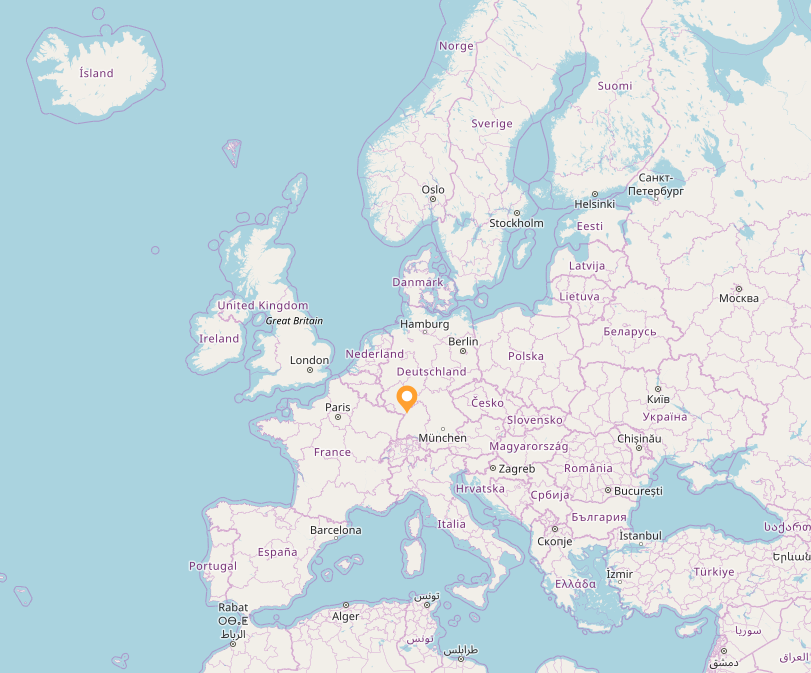 Norge
Ísland
Suomi
Sverige
Санкт-
Петербург
Oslo
Helsinki
Stockholm
Eesti
Latvija
Danmark
Lietuva
Москва
United Kingdom
Great Britain
Hamburg
Беларусь
Ireland
Berlin
London
Nederland
Polska
Deutschland
Київ
Paris
Česko
Україна
Slovensko
München
Chișinău
Magyarország
France
Zagreb
România
Hrvatska
Србија
București
България
Barcelona
Italia
საქართ
Istanbul
Скопје
España
Երևան
Portugal
İzmir
Türkiye
Ελλάδα
تونس
Rabat
ⵔⴱⴰⵟ
الرباط
Alger
تونس
سوريا
طرابلس
العراق
دمشق